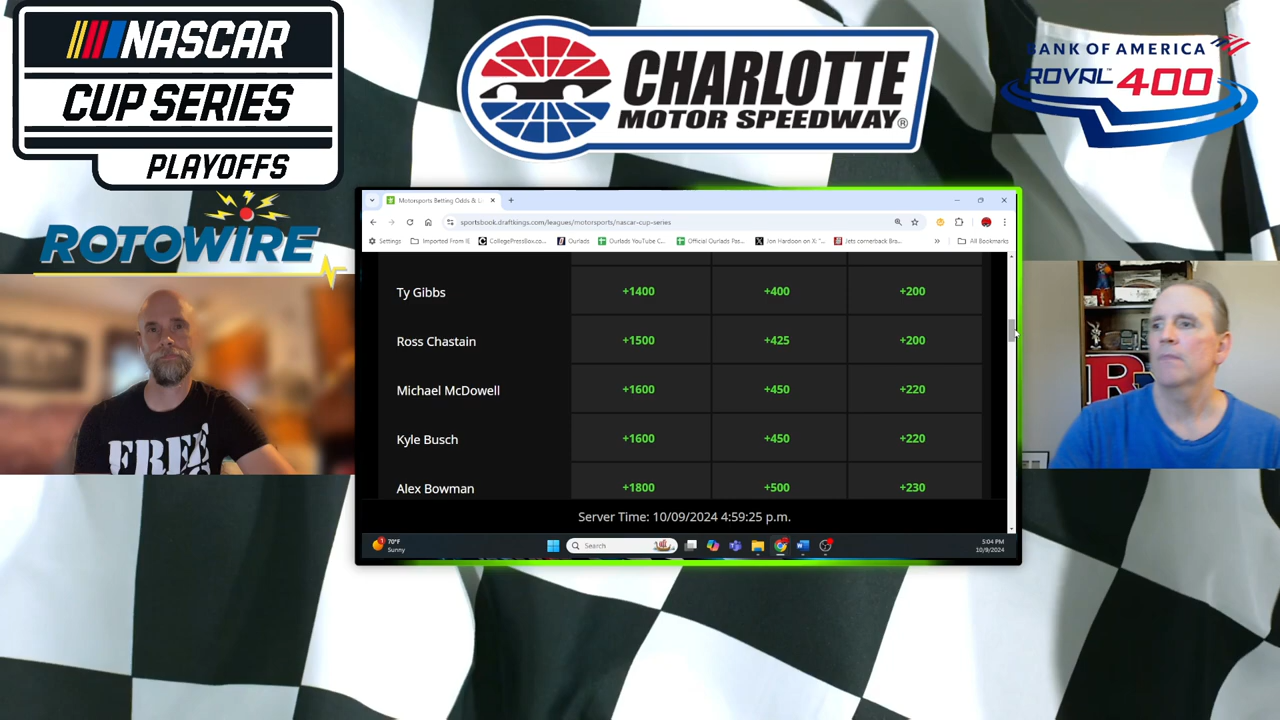 NASCAR
CUP SERIES
PLAYOFFS
CHARLOTTE
MOTOR SPEEDWAY®
BANK OF AMERICA
ROVAL™ 400
ROTOWIRE
Motorsports Betting Odds & L
sportsbook.draftkings.com/leagues/motorsports/nascar-cup-series
Settings Imported From IE CollegePressBox.co... Ourlads Ourlads YouTube C... Official Ourlads Pas... Jon Hardoon on X: "... Jets cornerback Bra... » All Bookmarks
Ty Gibbs +1400 +400 +200
Ross Chastain +1500 +425 +200
Michael McDowell +1600 +450 +220
Kyle Busch +1600 +450 +220
Alex Bowman +1800 +500 +230
Server Time: 10/09/2024 4:59:25 p.m.
70°F
Sunny
Search
5:04 PM
10/9/2024
FREE
R